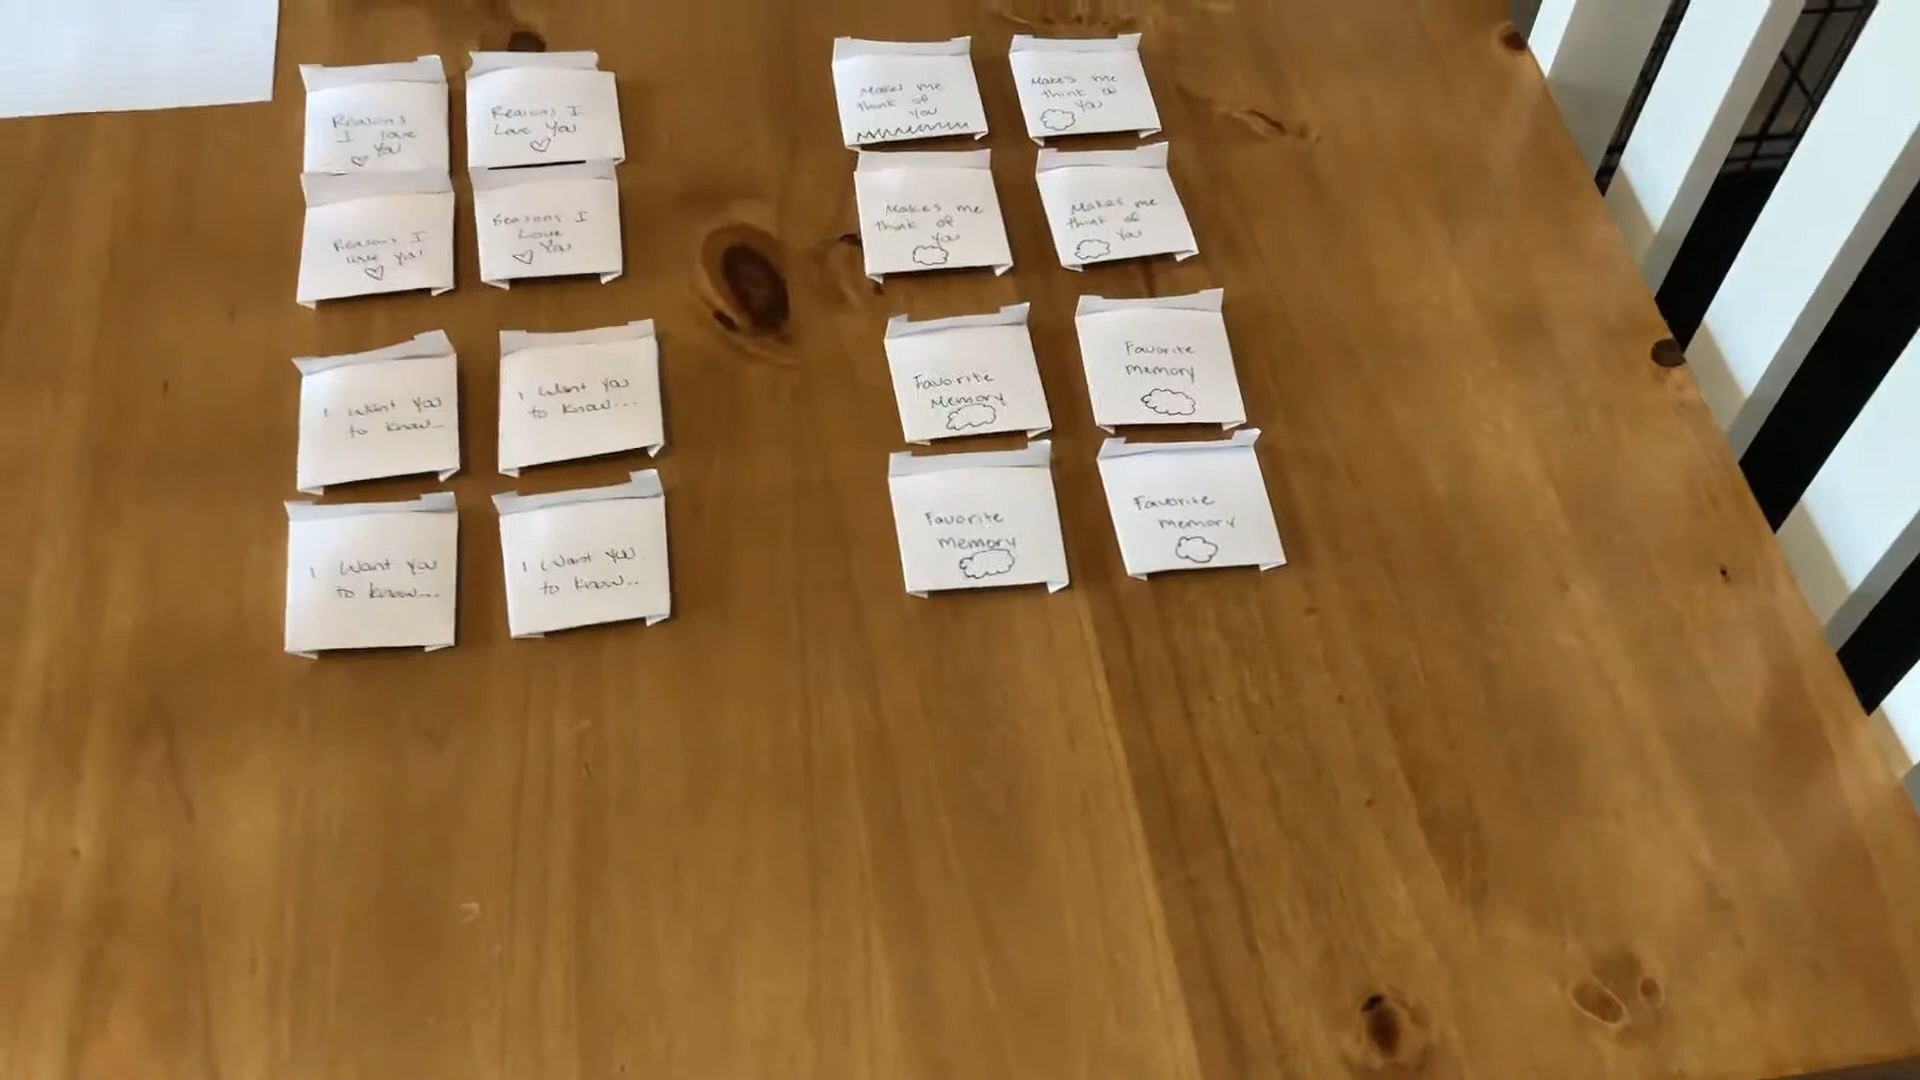 Reasons
I love
You
Reasons I
Love You
Reasons I
love You
Reasons I
Love
You
Makes me
think of
You
Makes me
think of
You
Makes me
think of
You
Makes me
think of
You
I Want You
to know...
I Want You
to know...
I Want You
to know...
I Want You
to know...
Favorite
Memory
Favorite
memory
Favorite
Memory
Favorite
memory